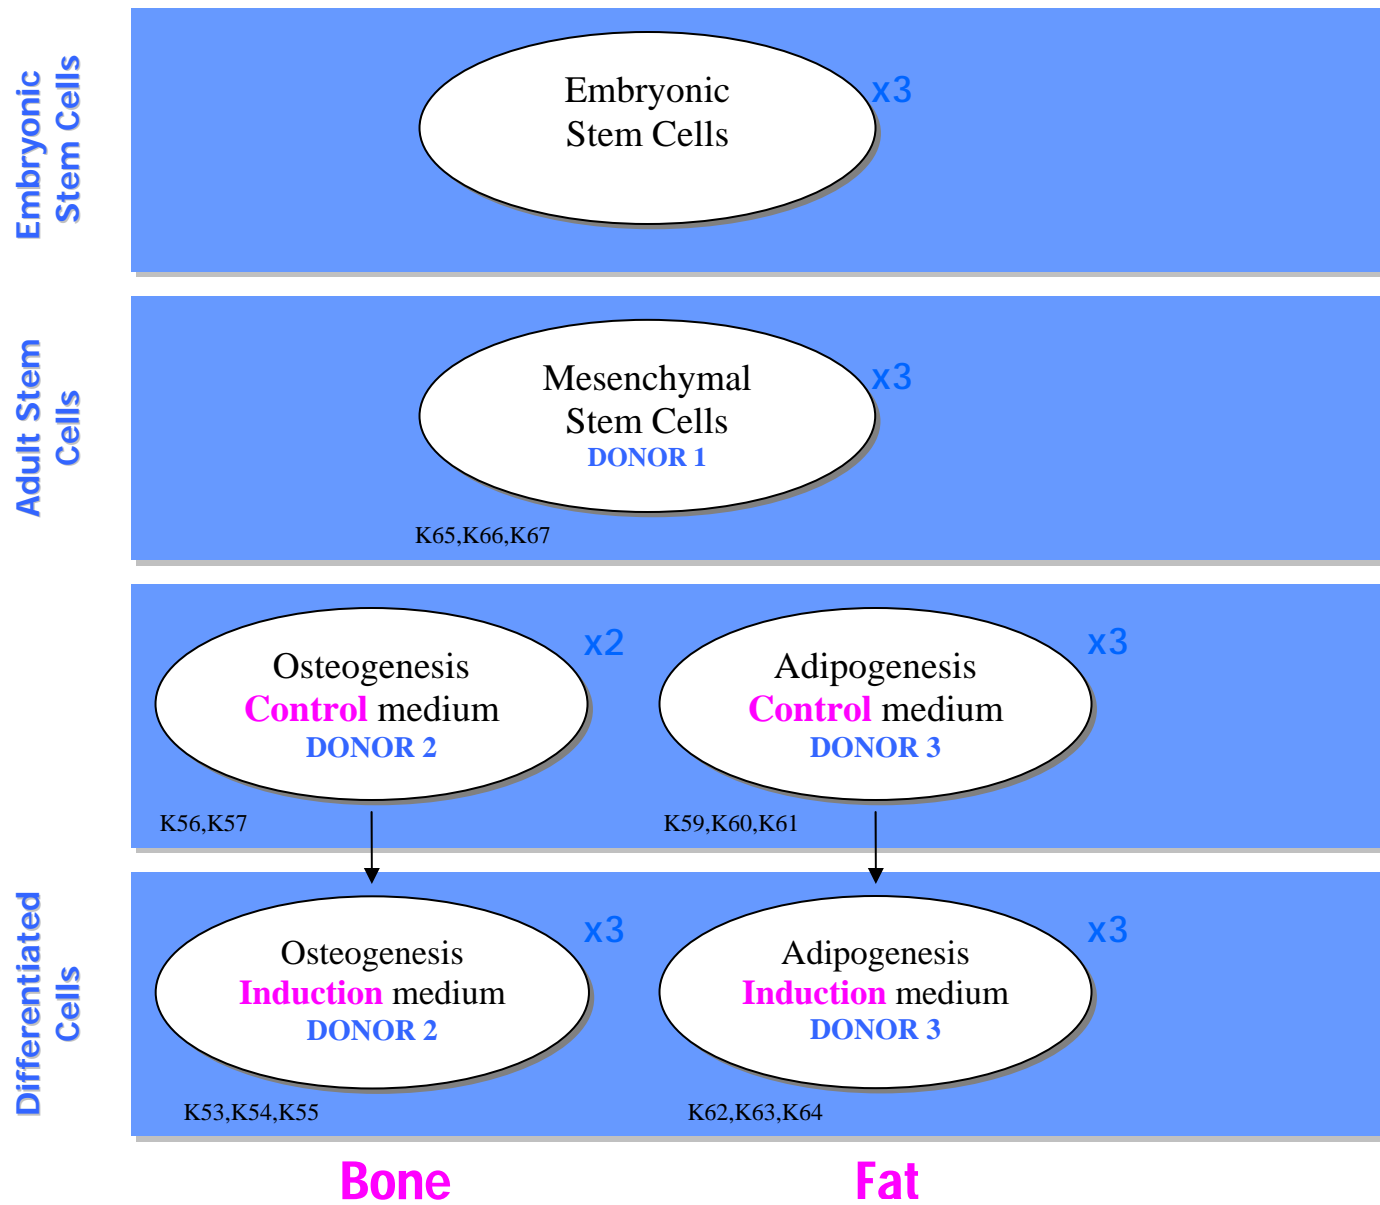 Embryonic
Stem Cells
Embryonic
Stem Cells
x3
Adult Stem
Cells
Mesenchymal
Stem Cells
DONOR 1
x3
K65,K66,K67
Osteogenesis
Control medium
DONOR 2
x2
K56,K57
Adipogenesis
Control medium
DONOR 3
x3
K59,K60,K61
Differentiated
Cells
Osteogenesis
Induction medium
DONOR 2
x3
K53,K54,K55
Adipogenesis
Induction medium
DONOR 3
x3
K62,K63,K64
Bone
Fat